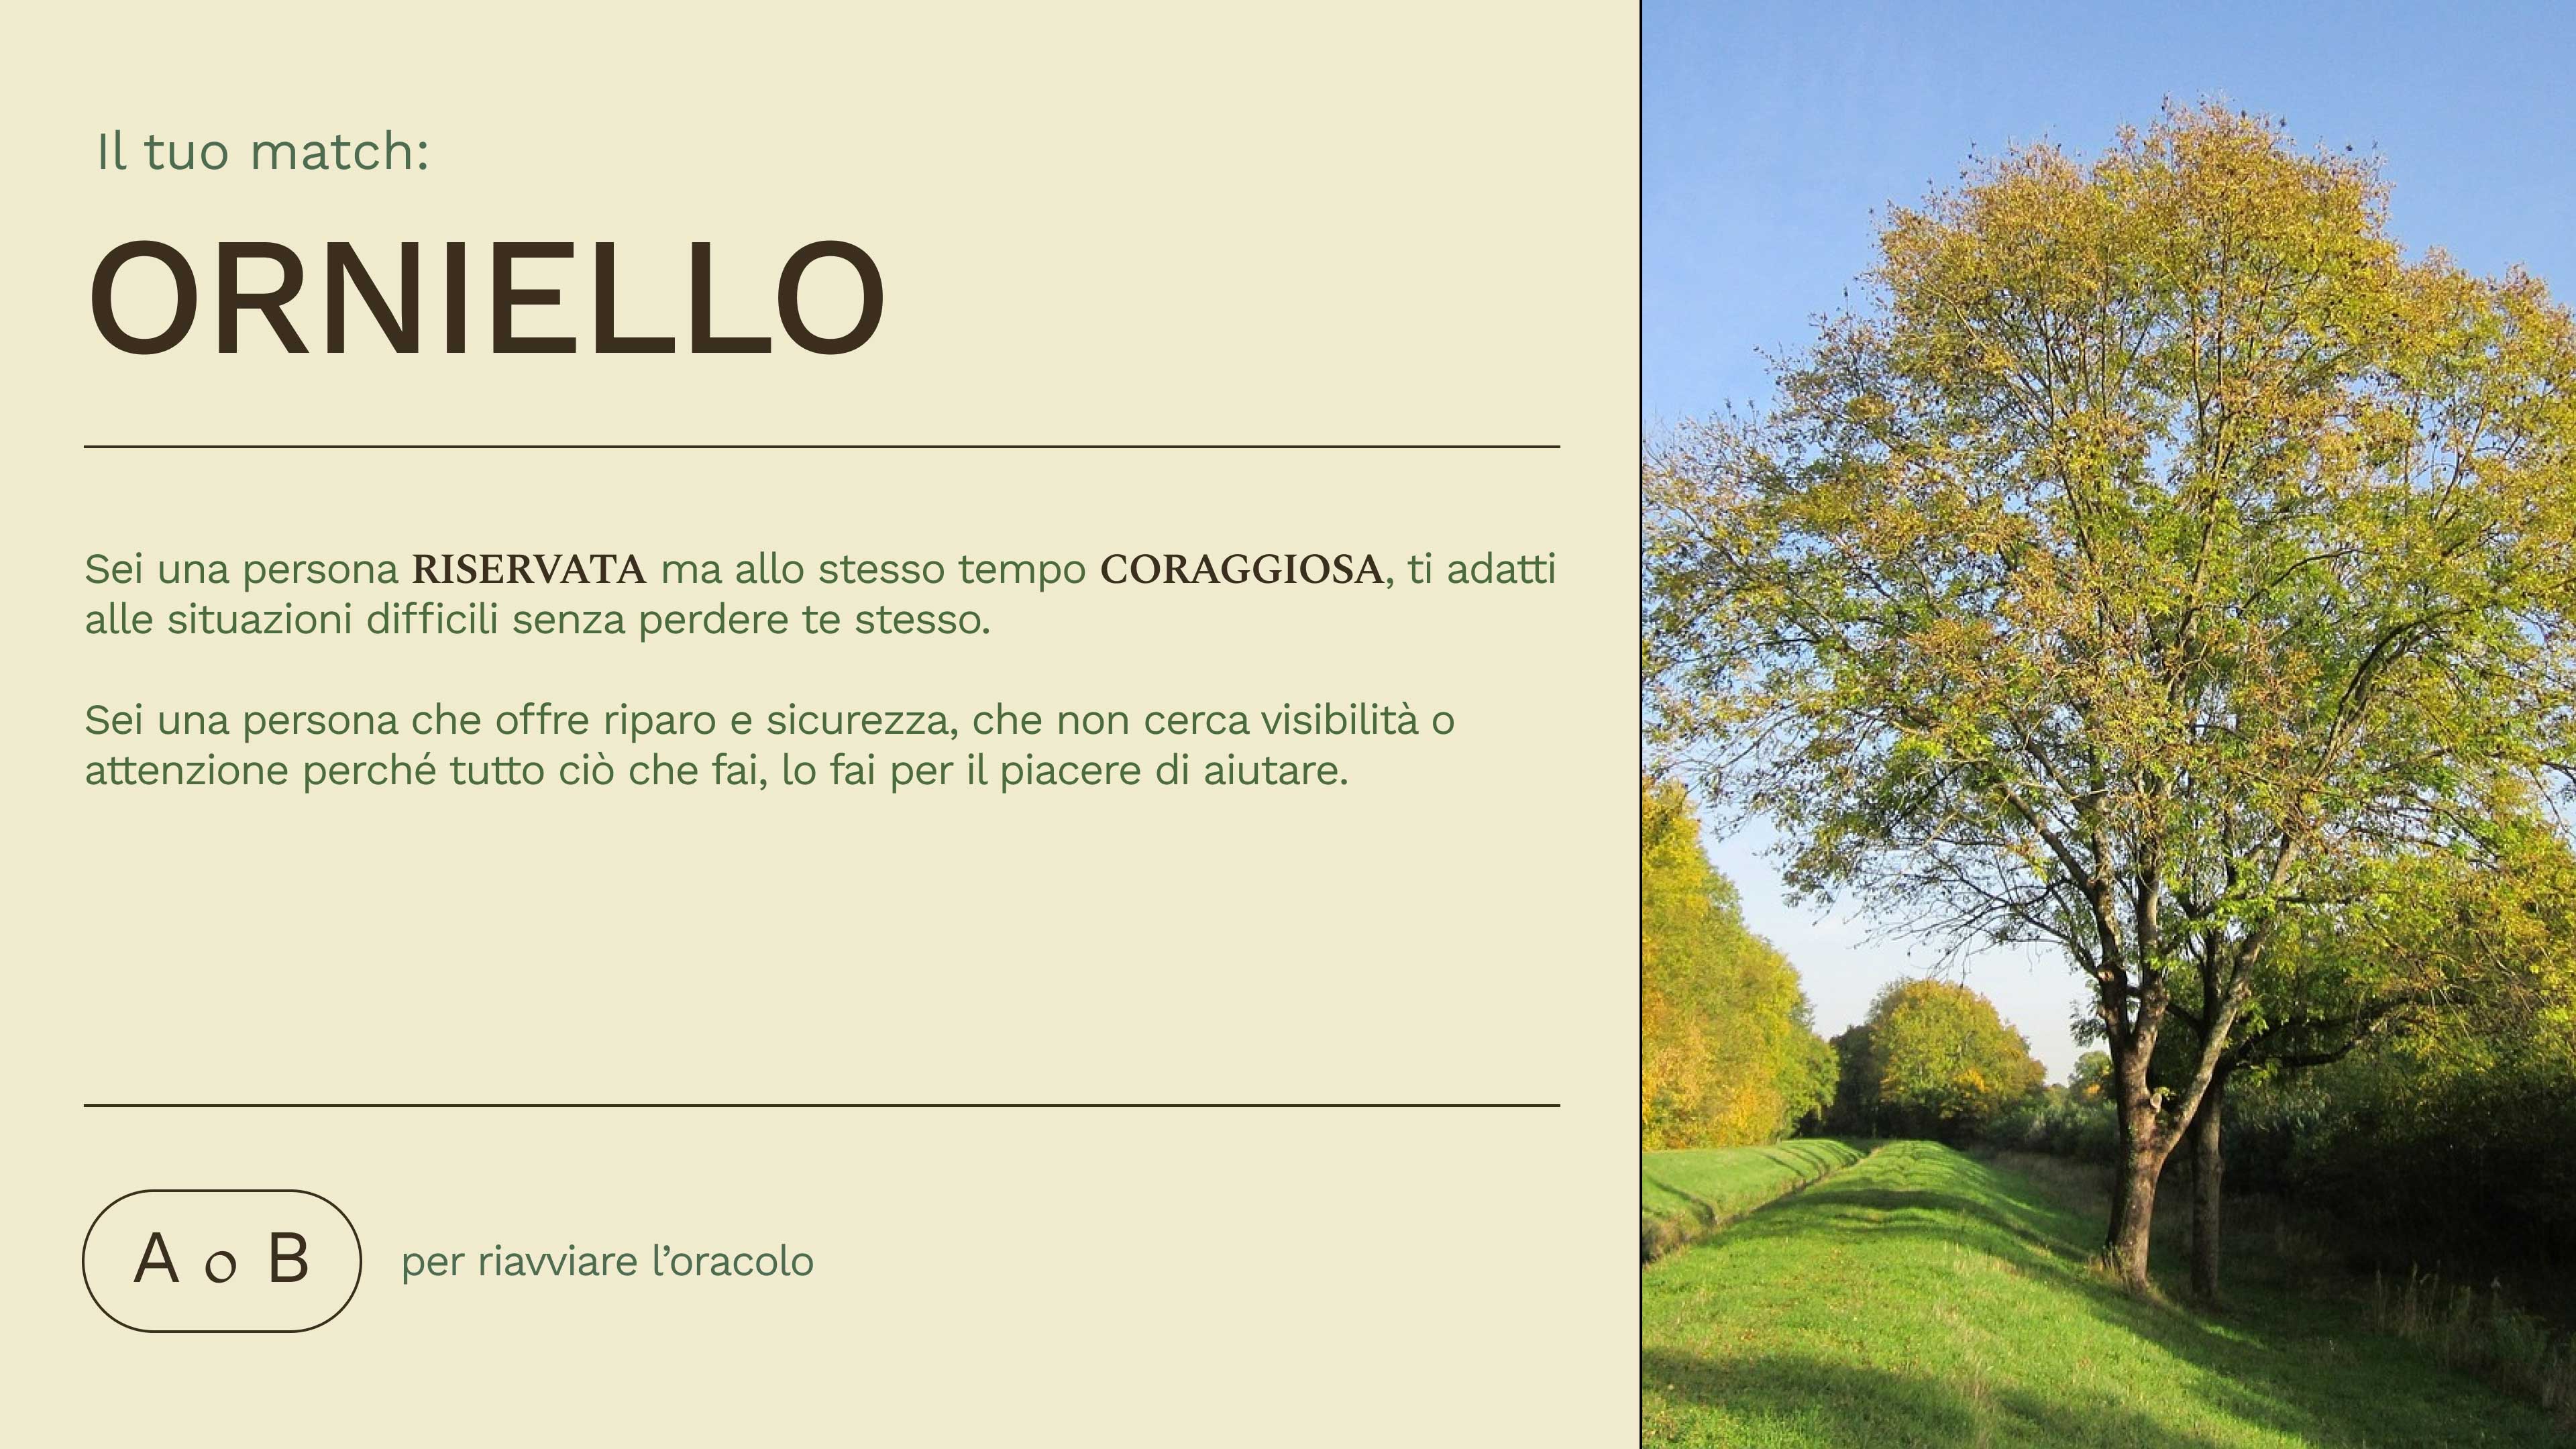 Il tuo match:
ORNIELLO
Sei una persona RISERVATA ma allo stesso tempo CORAGGIOSA, ti adatti
alle situazioni difficili senza perdere te stesso.
Sei una persona che offre riparo e sicurezza, che non cerca visibilità o
attenzione perché tutto ciò che fai, lo fai per il piacere di aiutare.
A o B per riavviare l’oracolo